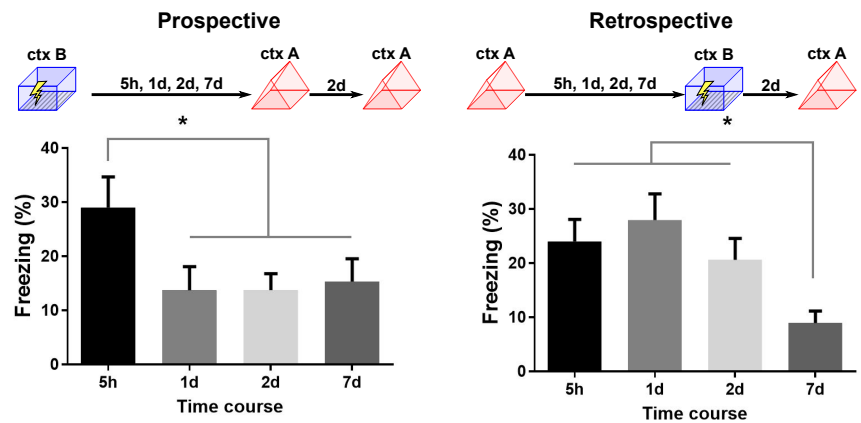 Prospective
ctx B
ctx A
ctx A
5h, 1d, 2d, 7d
2d
*
40
30
20
10
0
Freezing (%)
5h 1d 2d 7d
Time course
Retrospective
ctx A
ctx B
ctx A
5h, 1d, 2d, 7d
2d
*
40
30
20
10
0
Freezing (%)
5h 1d 2d 7d
Time course